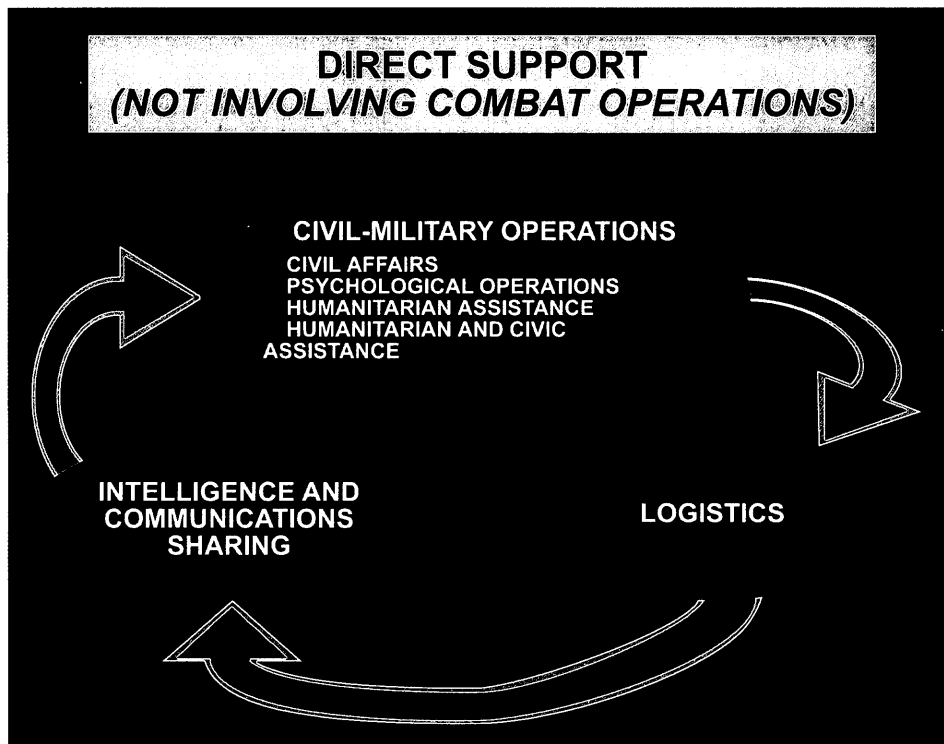 DIRECT SUPPORT
(NOT INVOLVING COMBAT OPERATIONS)
CIVIL-MILITARY OPERATIONS
CIVIL AFFAIRS
PSYCHOLOGICAL OPERATIONS
HUMANITARIAN ASSISTANCE
HUMANITARIAN AND CIVIC
ASSISTANCE
INTELLIGENCE AND
COMMUNICATIONS
SHARING
LOGISTICS